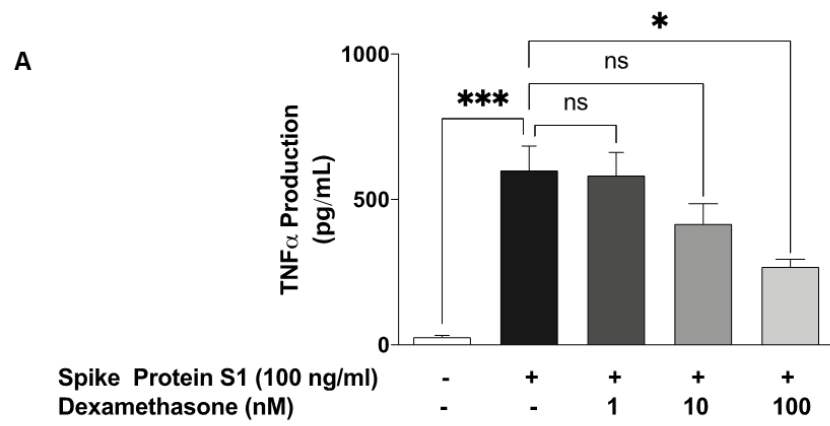 A
1000
500
0
TNFα Production
(pg/mL)
***
ns
ns
*
Spike Protein S1 (100 ng/ml) - + + + +
Dexamethasone (nM) - - 1 10 100